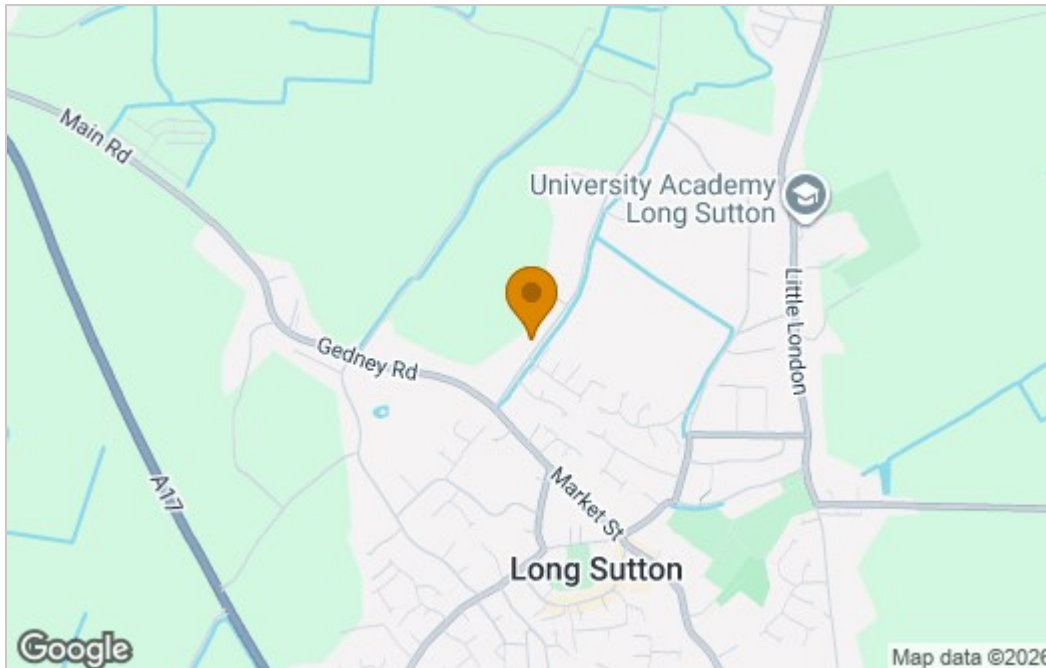 Main Rd
University Academy
Long Sutton
Little London
Gedney Rd
A17
Market St
Long Sutton
Google
Map data ©2026